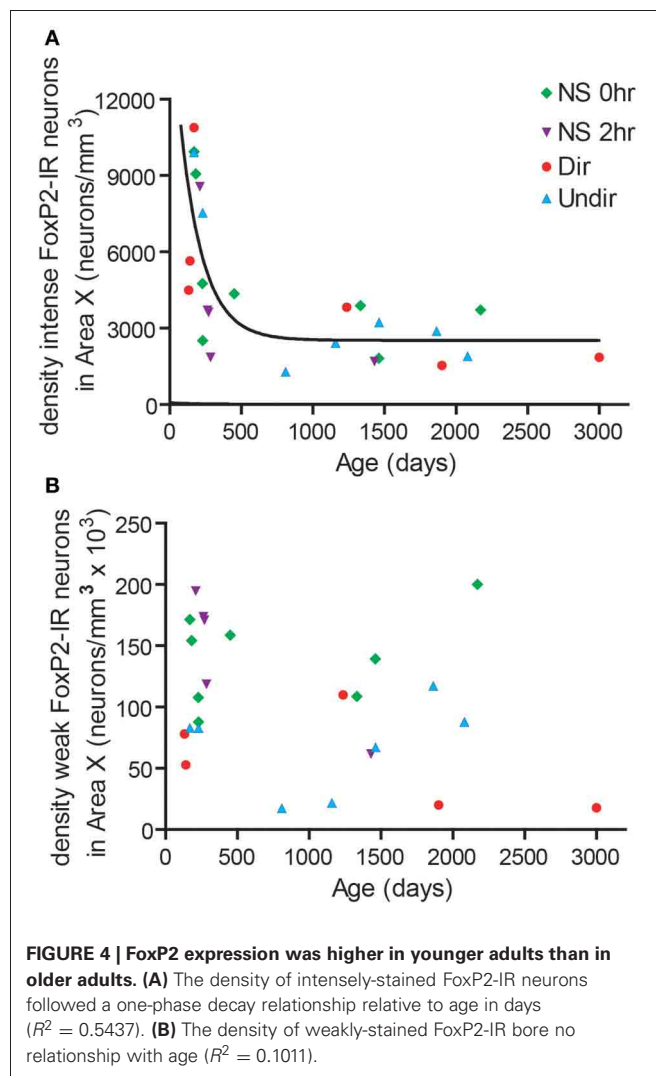 A
NS 0hr
NS 2hr
Dir
Undir
density intense FoxP2-IR neurons
in Area X (neurons/mm ³)
12000
9000
6000
3000
0
0 500 1000 1500 2000 2500 3000
Age (days)
B
density weak FoxP2-IR neurons
in Area X (neurons/mm³ x 10³)
250
200
150
100
50
0
0 500 1000 1500 2000 2500 3000
Age (days)
FIGURE 4 | FoxP2 expression was higher in younger adults than in
older adults. (A) The density of intensely-stained FoxP2-IR neurons
followed a one-phase decay relationship relative to age in days
(R² = 0.5437). (B) The density of weakly-stained FoxP2-IR bore no
relationship with age (R² = 0.1011).